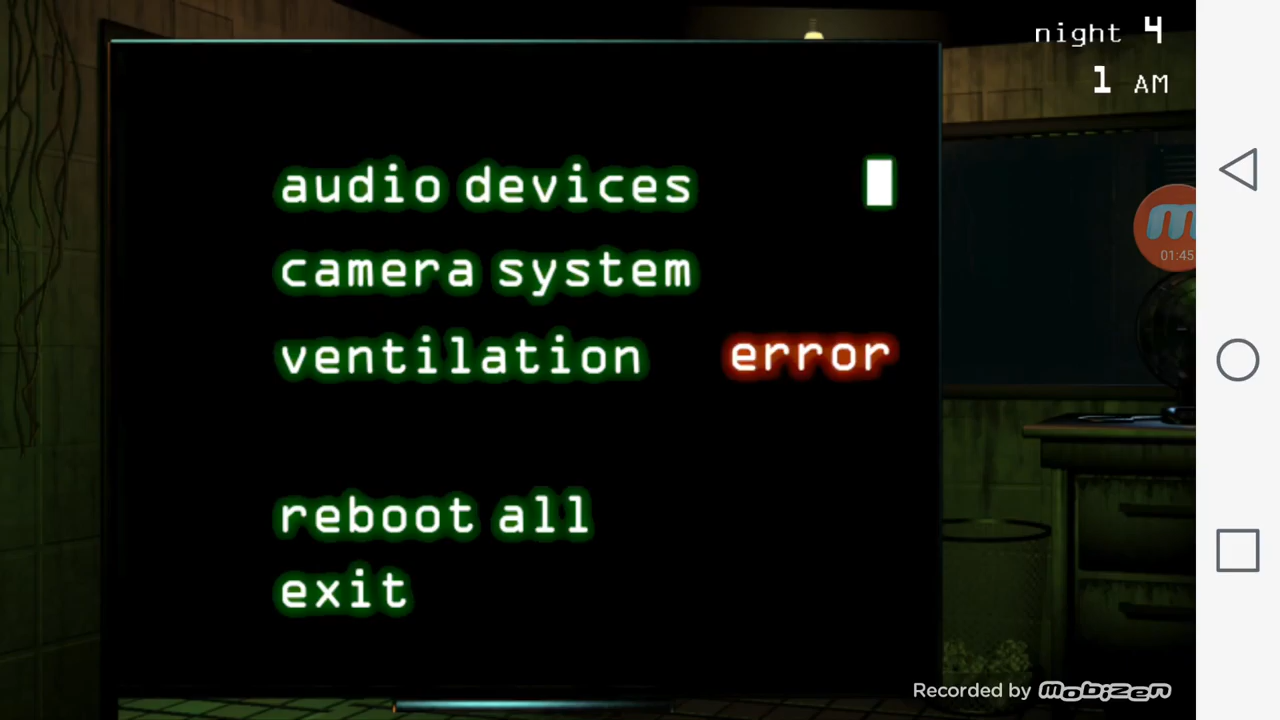 night 4
1 AM
audio devices
camera system
ventilation error
reboot all
exit
m
01:45
Recorded by Mobizen